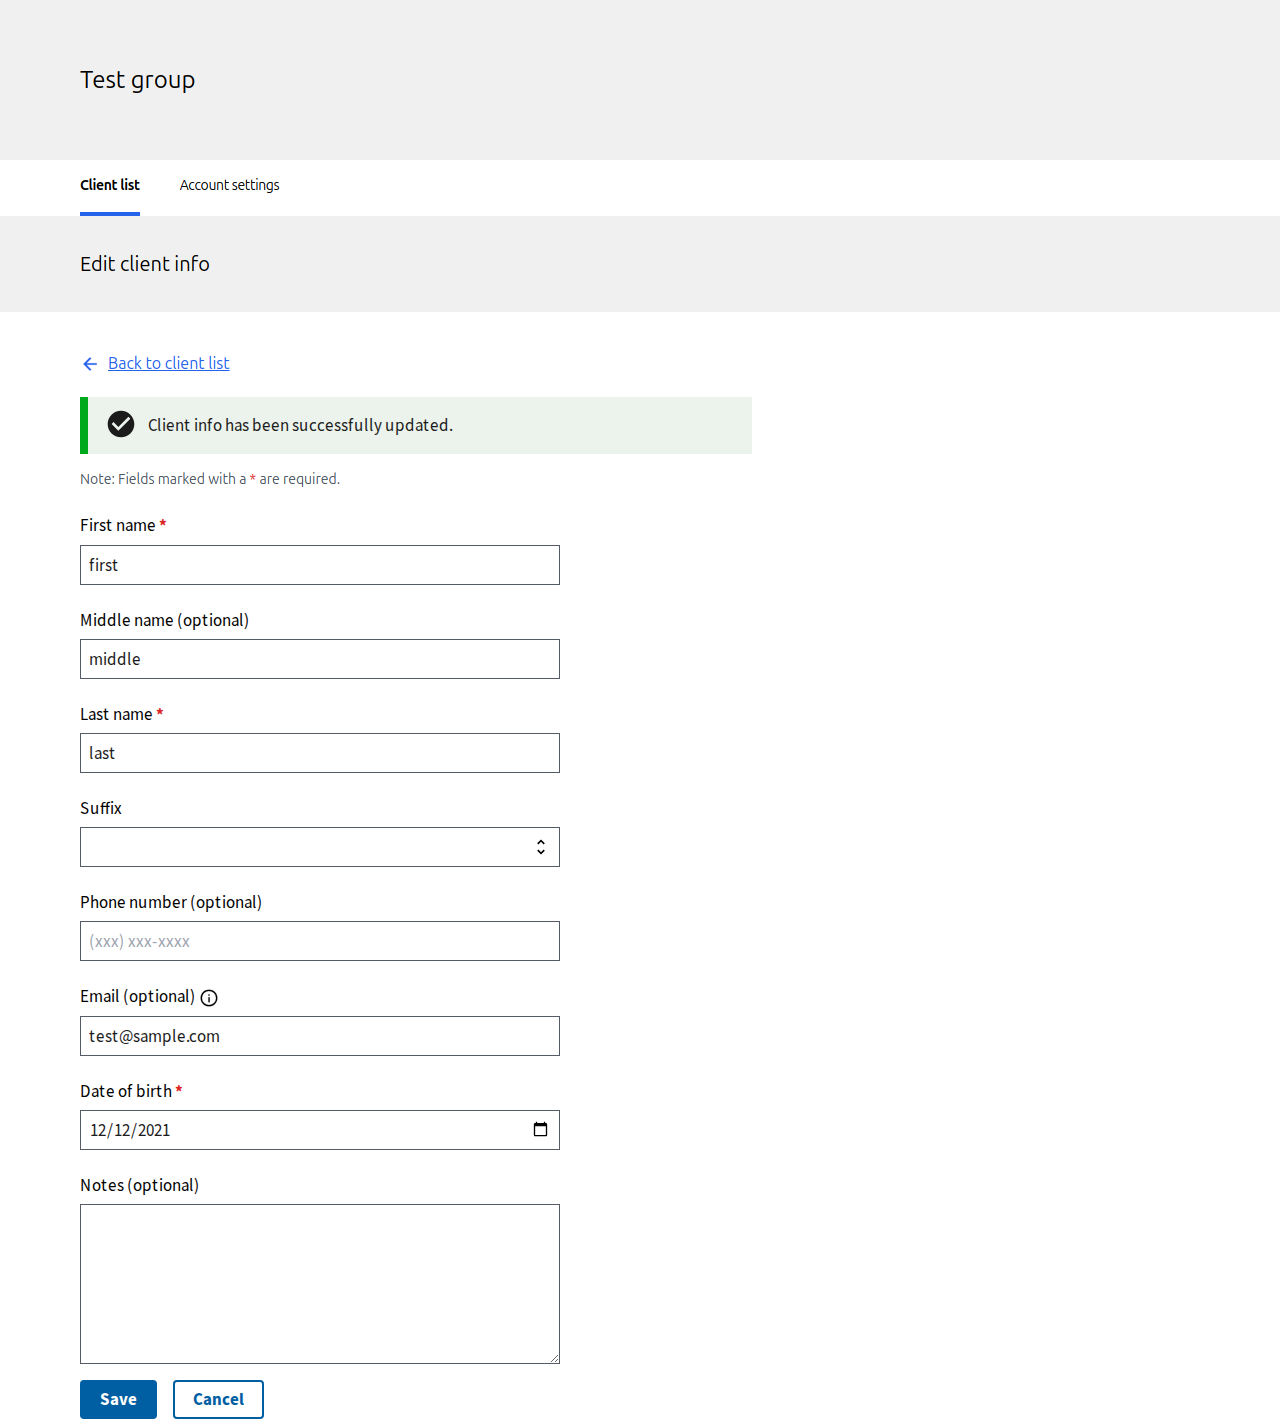 Test group
Client list
Account settings
Edit client info
Back to client list
Client info has been successfully updated.
Note: Fields marked with a * are required.
First name *
first
Middle name (optional)
middle
Last name *
last
Suffix
Phone number (optional)
(xxx) xxx-xxxx
Email (optional)
test@sample.com
Date of birth *
12/12/2021
Notes (optional)
Save
Cancel